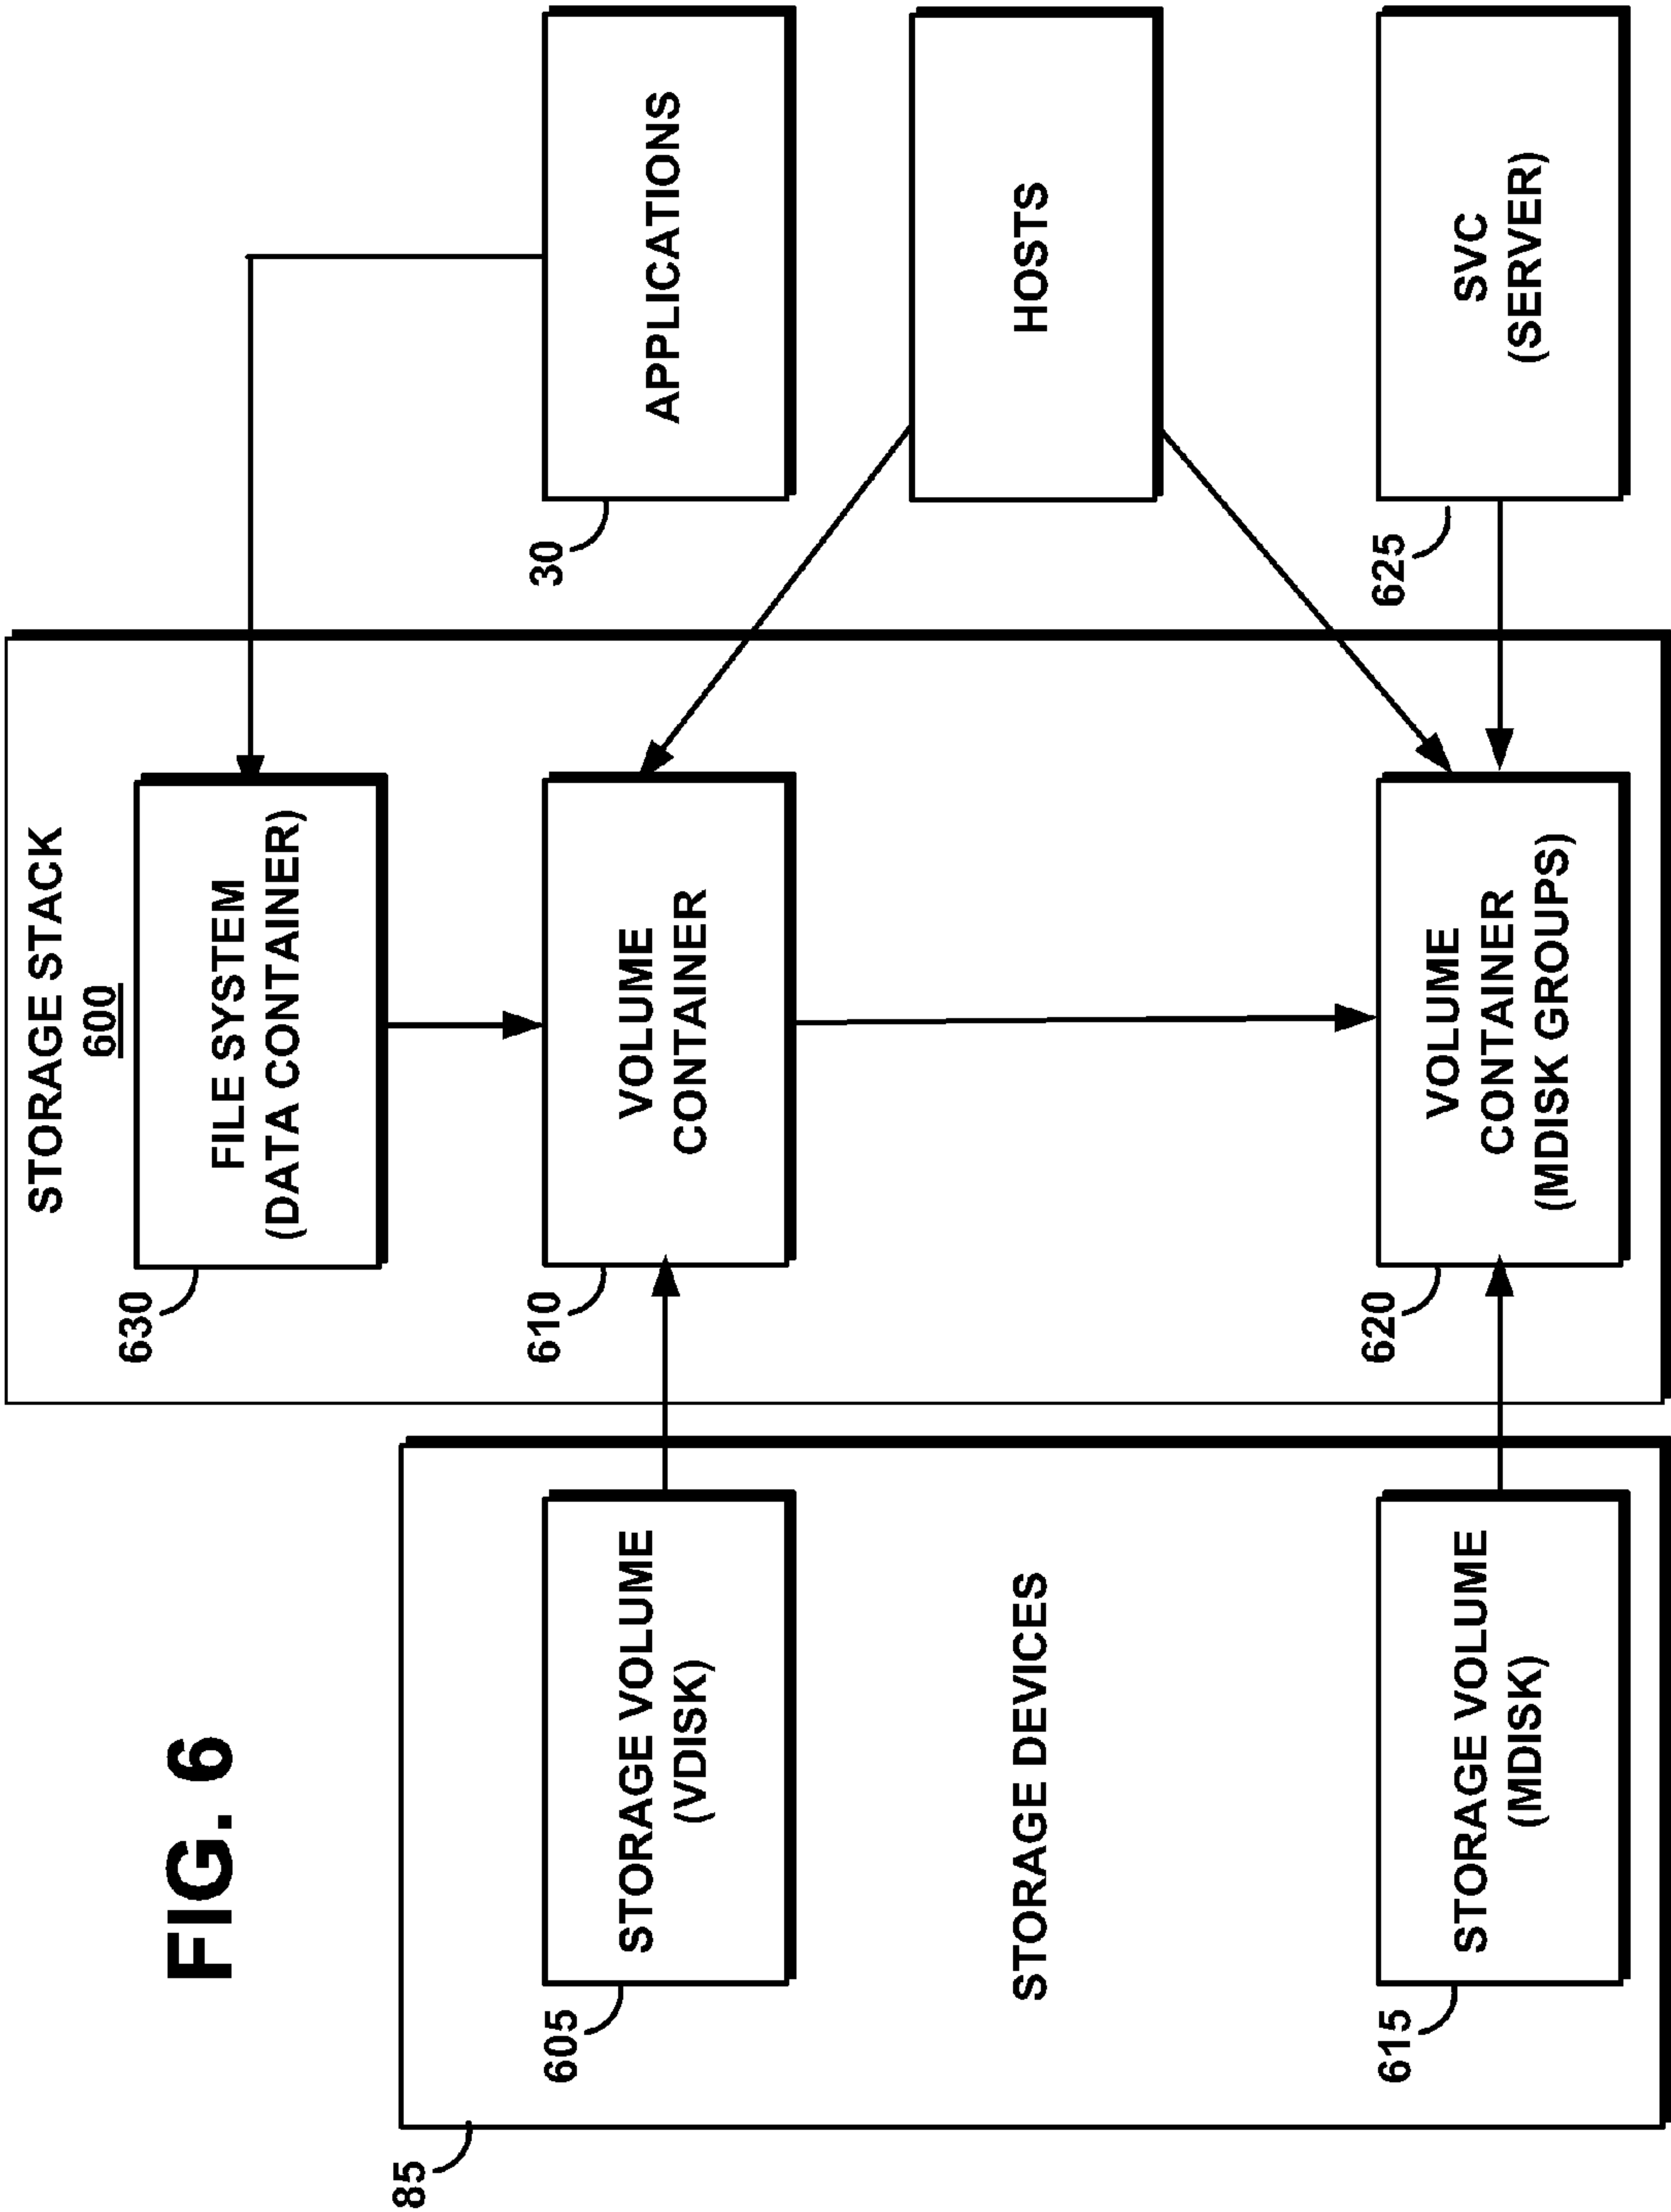 FIG. 6
85
605
STORAGE VOLUME
(VDISK)
STORAGE DEVICES
615
STORAGE VOLUME
(MDISK)
STORAGE STACK
600
630
FILE SYSTEM
(DATA CONTAINER)
610
VOLUME
CONTAINER
620
VOLUME
CONTAINER
(MDISK GROUPS)
30
APPLICATIONS
HOSTS
625
SVC
(SERVER)